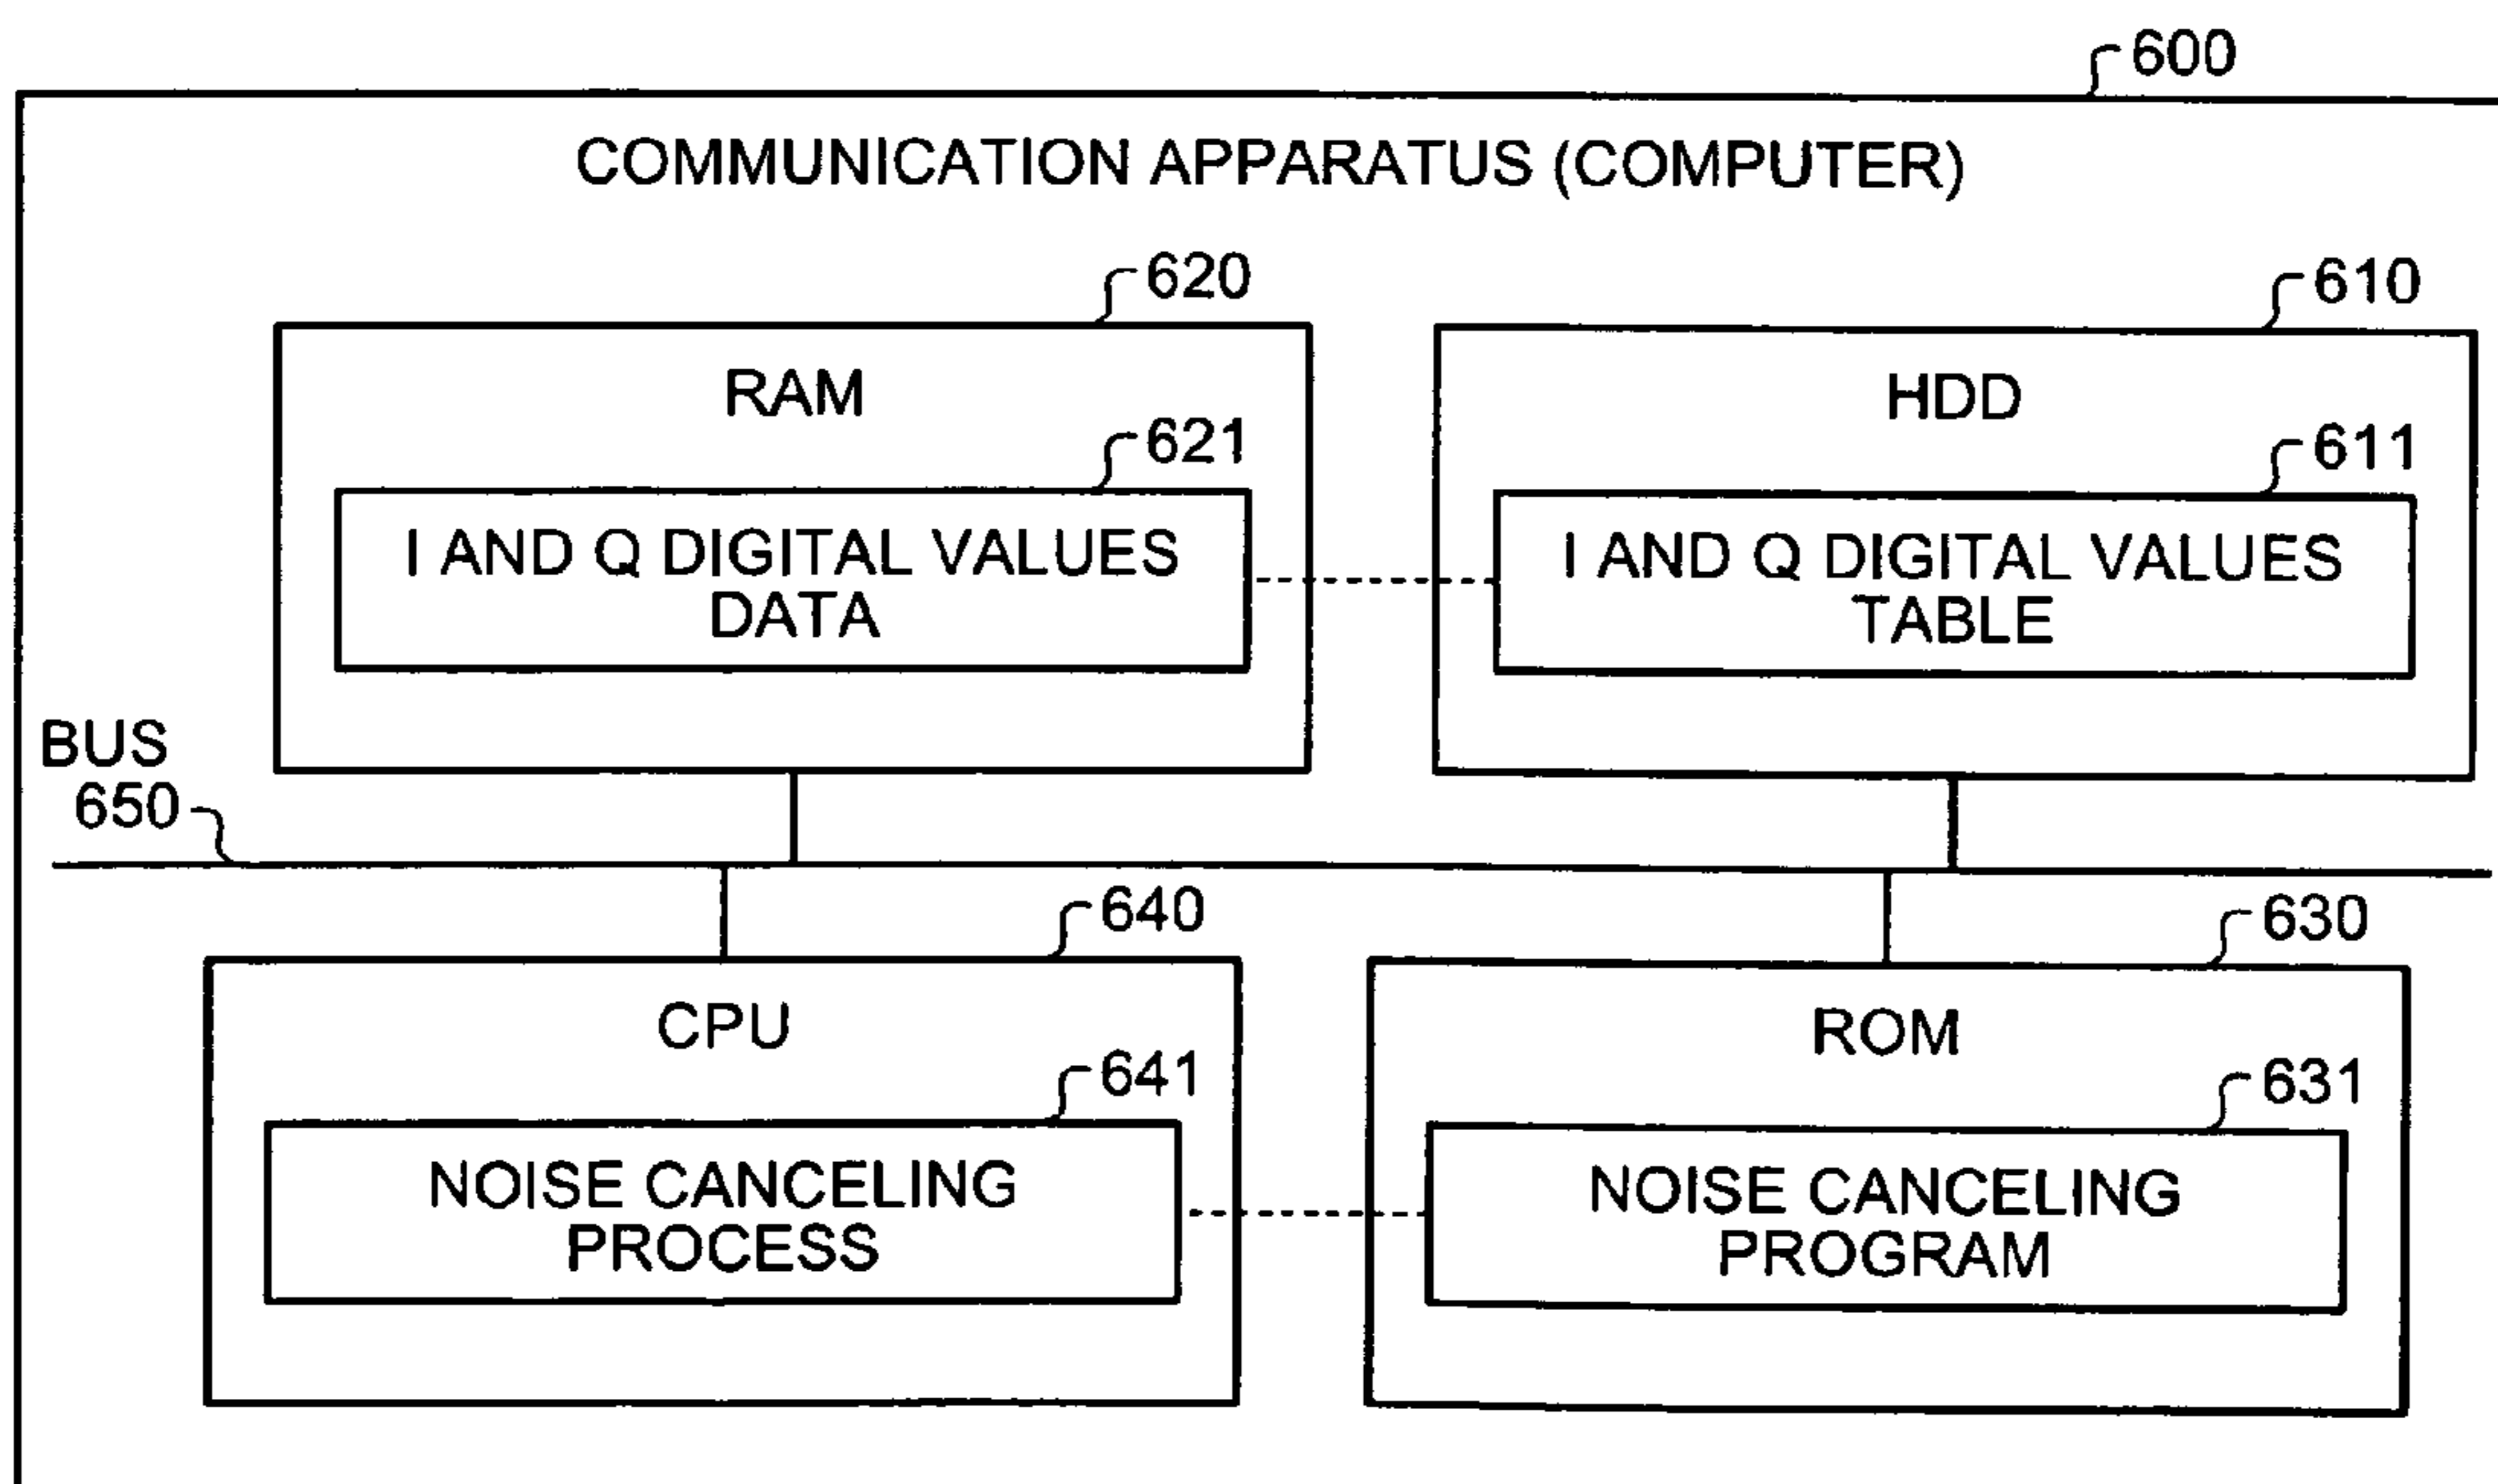 600
COMMUNICATION APPARATUS (COMPUTER)
620
610
RAM
HDD
621
611
I AND Q DIGITAL VALUES
DATA
I AND Q DIGITAL VALUES
TABLE
BUS
650
640
630
CPU
ROM
641
631
NOISE CANCELING
PROCESS
NOISE CANCELING
PROGRAM